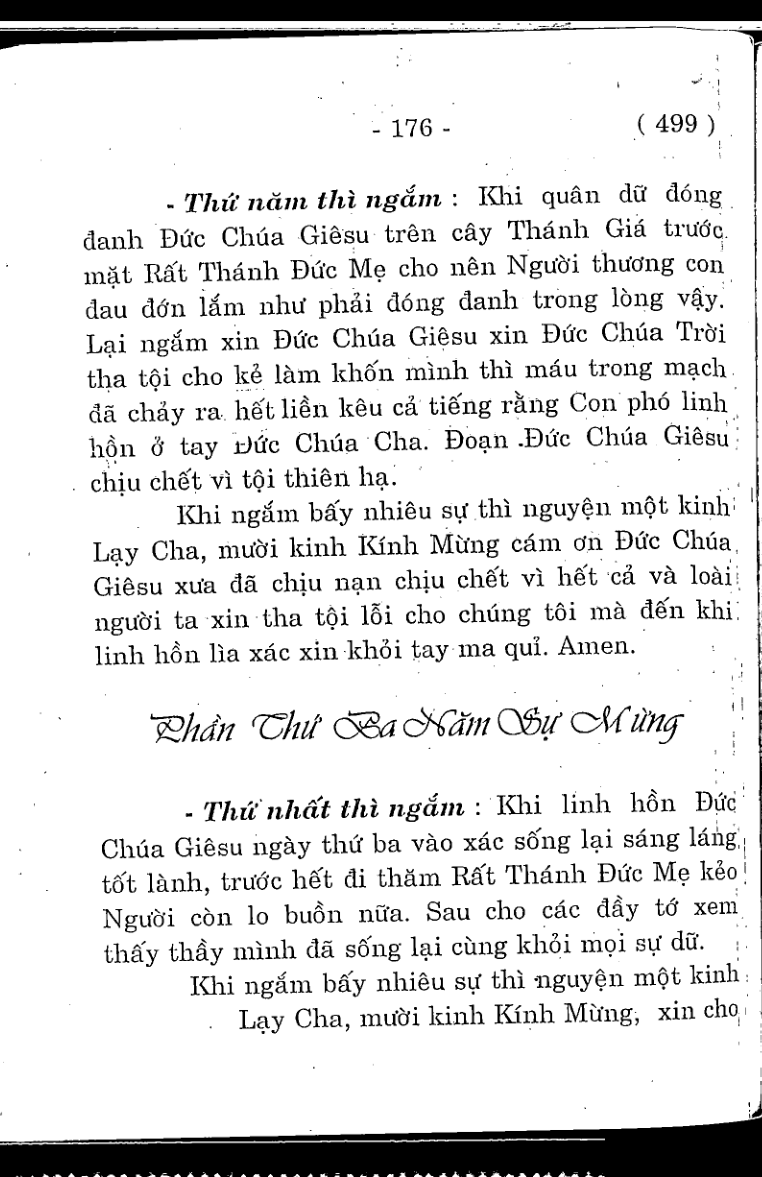 - 176 - ( 499 )
- Thứ năm thì ngắm : Khi quân dữ đóng
đanh Đức Chúa Giêsu trên cây Thánh Giá trước
mặt Rất Thánh Đức Mẹ cho nên Người thương con
đau đớn lắm như phải đóng đanh trong lòng vậy.
Lại ngắm xin Đức Chúa Giêsu xin Đức Chúa Trời
tha tội cho kẻ làm khốn mình thì máu trong mạch
đã chảy ra hết liền kêu cả tiếng rằng Con phó linh
hồn ở tay Đức Chúa Cha. Đoạn Đức Chúa Giêsu
chịu chết vì tội thiên hạ.
Khi ngắm bấy nhiêu sự thì nguyện một kinh
Lạy Cha, mười kinh Kính Mừng cám ơn Đức Chúa
Giêsu xưa đã chịu nạn chịu chết vì hết cả và loài
người ta xin tha tội lỗi cho chúng tôi mà đến khi
linh hồn lìa xác xin khỏi tay ma quỉ. Amen.
Phần Thứ Ba Năm Sự Mừng
- Thứ nhất thì ngắm : Khi linh hồn Đức
Chúa Giêsu ngày thứ ba vào xác sống lại sáng láng
tốt lành, trước hết đi thăm Rất Thánh Đức Mẹ kẻo
Người còn lo buồn nữa. Sau cho các đầy tớ xem
thấy thầy mình đã sống lại cùng khỏi mọi sự dữ.
Khi ngắm bấy nhiêu sự thì nguyện một kinh
Lạy Cha, mười kinh Kính Mừng, xin cho